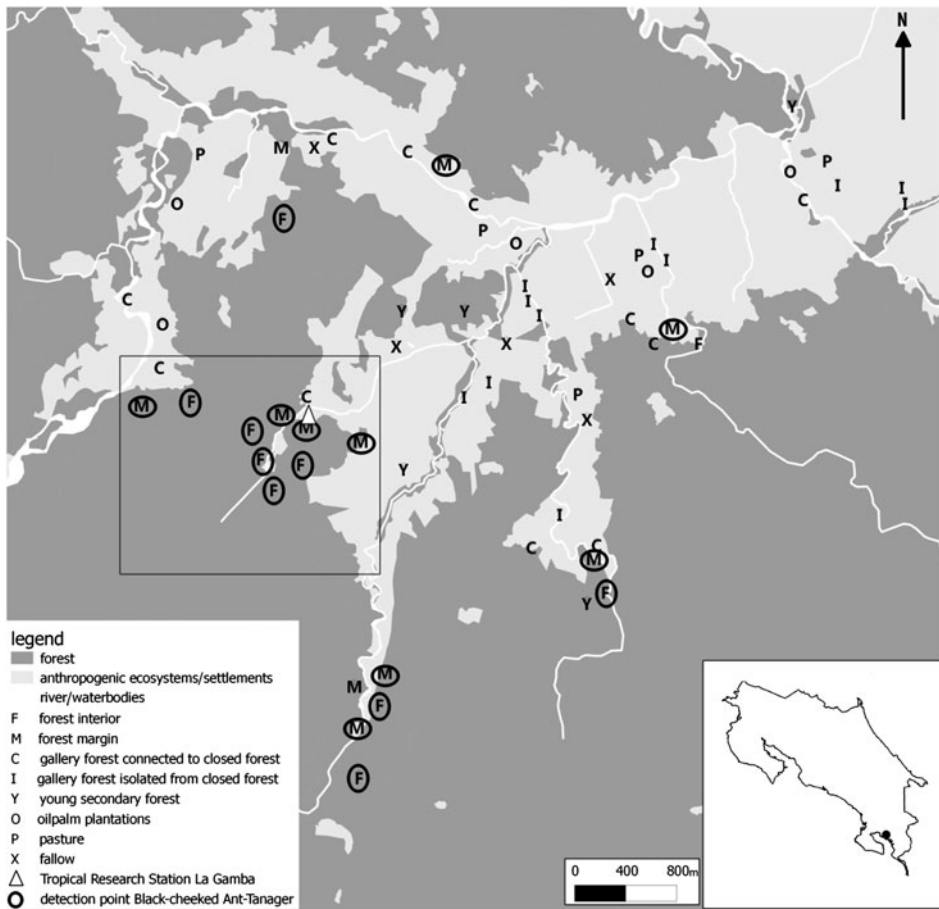 N
Y
C
M X
P C
M P
O
I I
O C C I
F
P
O I
P I
O
I X
C I
Y Y I C
O M
X X C F
C
I
C I P
M F
M X
F M
M
F F Y
F
I
C C
M
F
Y
M
M
F
M
F
legend
forest
anthropogenic ecosystems/settlements
river/waterbodies
F forest interior
M forest margin
C gallery forest connected to closed forest
I gallery forest isolated from closed forest
Y young secondary forest
O oilpalm plantations
P pasture
X fallow
Tropical Research Station La Gamba
detection point Black-cheeked Ant-Tanager
0 400 800m